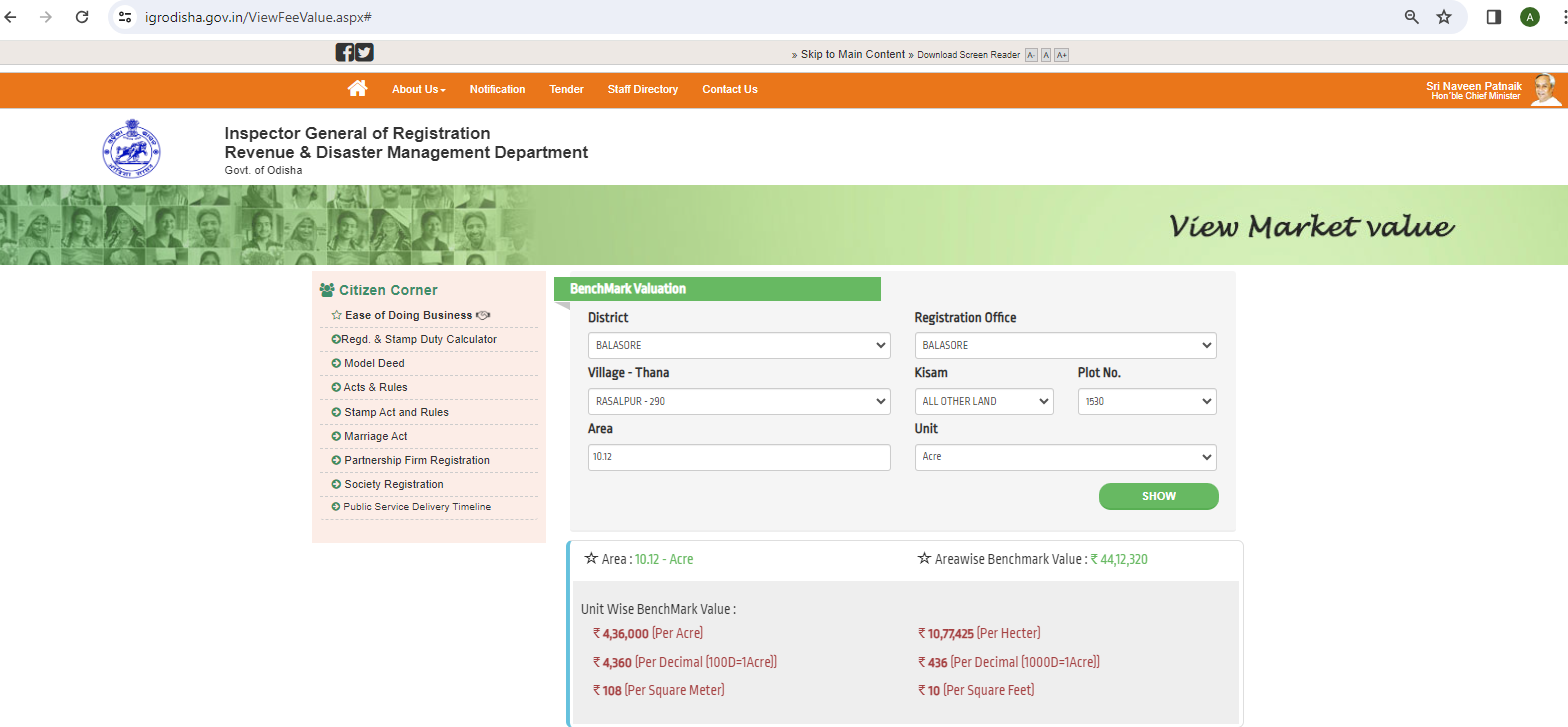 igrodisha.gov.in/ViewFeeValue.aspx#
A
» Skip to Main Content » Download Screen Reader A- A A+
About Us Notification Tender Staff Directory Contact Us
Sri Naveen Patnaik
Hon'ble Chief Minister
Inspector General of Registration
Revenue & Disaster Management Department
Govt. of Odisha
View Market value
Citizen Corner
Ease of Doing Business
Regd. & Stamp Duty Calculator
Model Deed
Acts & Rules
Stamp Act and Rules
Marriage Act
Partnership Firm Registration
Society Registration
Public Service Delivery Timeline
BenchMark Valuation
District Registration Office
BALASORE BALASORE
Village - Thana Kisam Plot No.
RASALPUR - 290 ALL OTHER LAND 1530
Area Unit
10.12 Acre
SHOW
Area : 10.12 - Acre Areawise Benchmark Value : ₹ 44,12,320
Unit Wise BenchMark Value :
₹ 4,36,000 (Per Acre) ₹ 10,77,425 (Per Hecter)
₹ 4,360 (Per Decimal (100D=1Acre)) ₹ 436 (Per Decimal (1000D=1Acre))
₹ 108 (Per Square Meter) ₹ 10 (Per Square Feet)